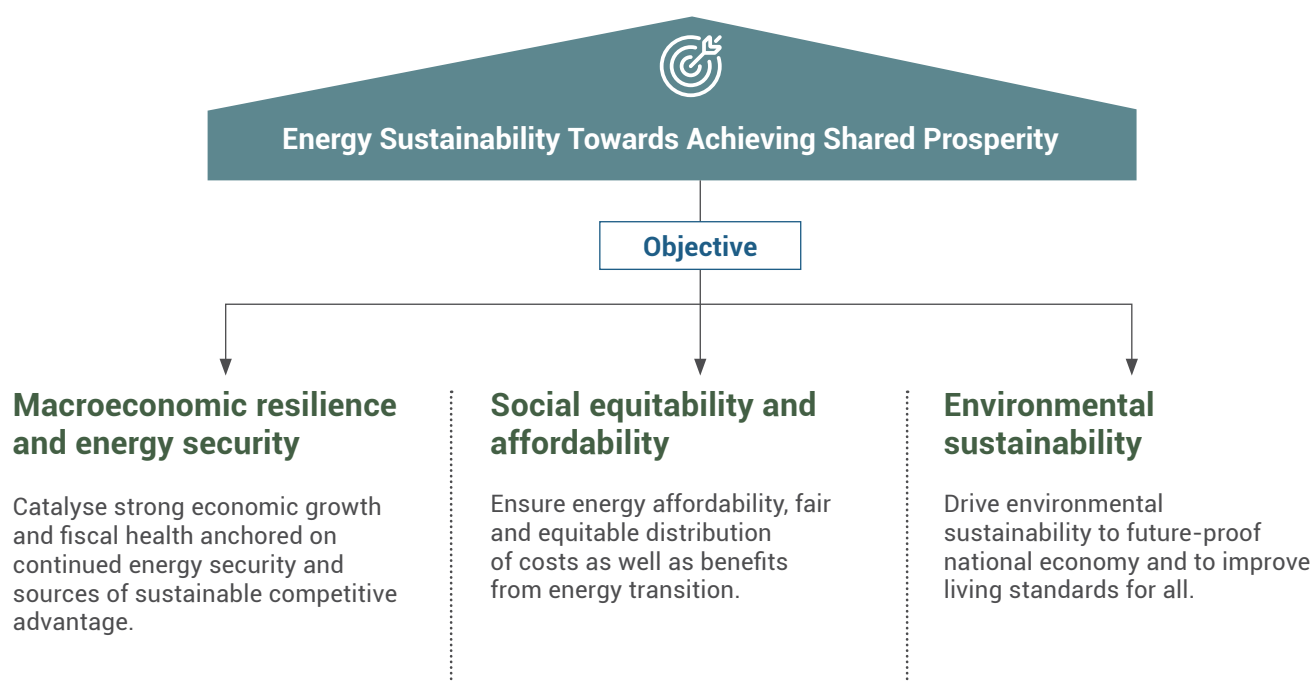 Energy Sustainability Towards Achieving Shared Prosperity
Objective
Macroeconomic resilience
and energy security
Catalyse strong economic growth
and fiscal health anchored on
continued energy security and
sources of sustainable competitive
advantage.
Social equitability and
affordability
Ensure energy affordability, fair
and equitable distribution
of costs as well as benefits
from energy transition.
Environmental
sustainability
Drive environmental
sustainability to future-proof
national economy and to improve
living standards for all.